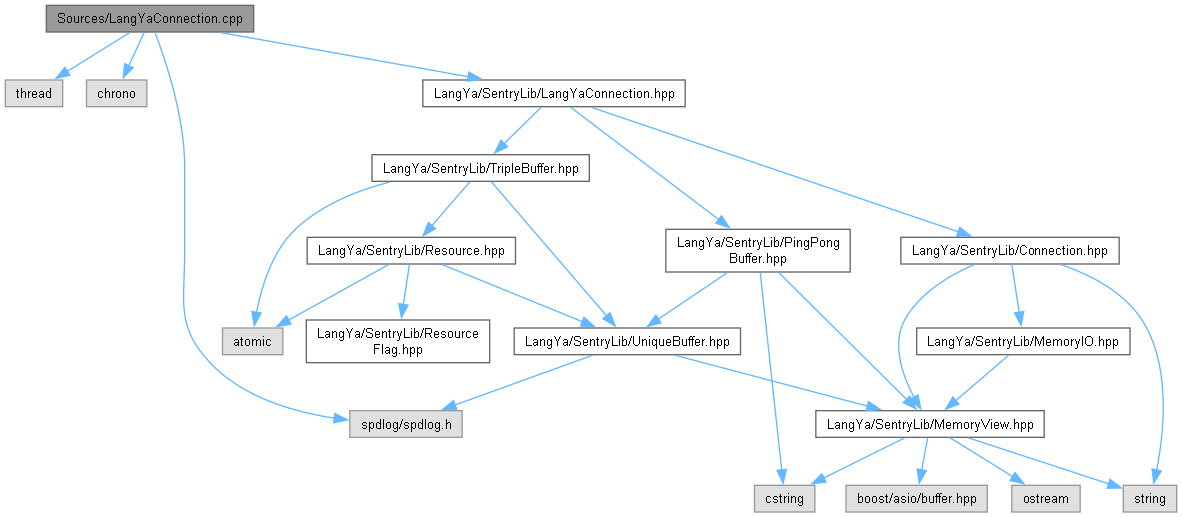 Sources/LangYaConnection.cpp
thread
chrono
LangYa/SentryLib/LangYaConnection.hpp
LangYa/SentryLib/TripleBuffer.hpp
LangYa/SentryLib/Resource.hpp
LangYa/SentryLib/PingPong
Buffer.hpp
LangYa/SentryLib/Connection.hpp
atomic
LangYa/SentryLib/Resource
Flag.hpp
LangYa/SentryLib/UniqueBuffer.hpp
LangYa/SentryLib/MemoryIO.hpp
spdlog/spdlog.h
LangYa/SentryLib/MemoryView.hpp
cstring
boost/asio/buffer.hpp
ostream
string